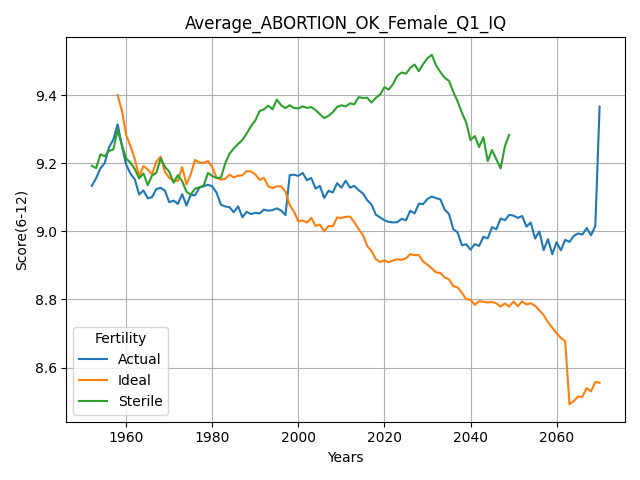 Average_ABORTION_OK_Female_Q1_IQ
Score(6-12)
9.4
9.2
9.0
8.8
8.6
Fertility
Actual
Ideal
Sterile
1960 1980 2000 2020 2040 2060
Years